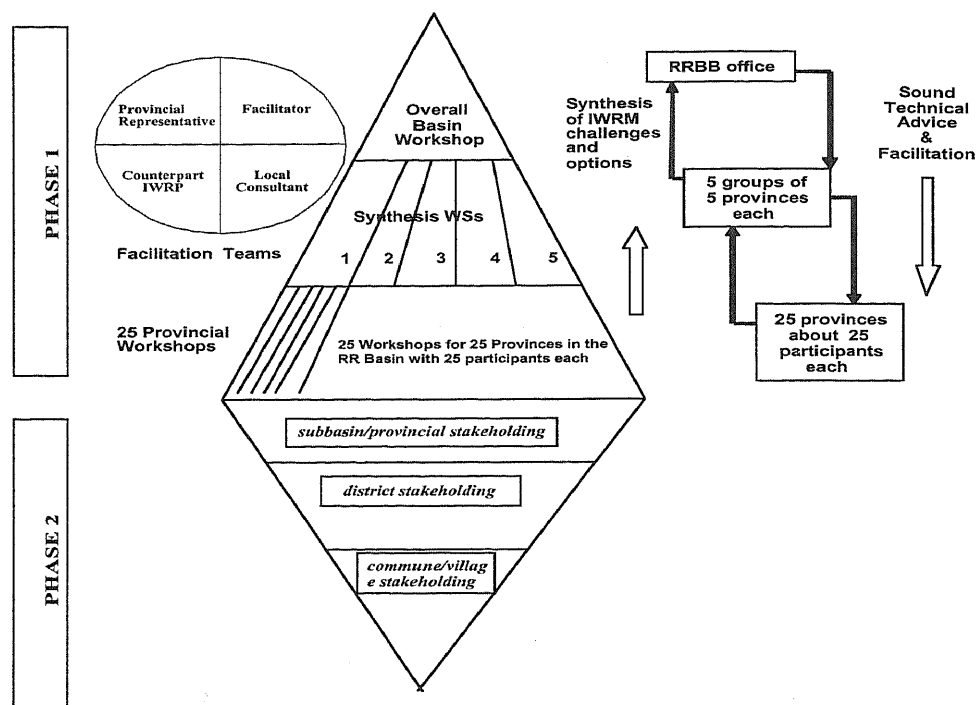 PHASE 1
Provincial
Representative
Facilitator
Counterpart
IWRP
Local
Consultant
Facilitation Teams
25 Provincial
Workshops
Overall
Basin
Workshop
Synthesis WSs
1 2 3 4 5
25 Workshops for 25 Provinces in the
RR Basin with 25 participants each
Synthesis
of IWRM
challenges
and
options
RRBB office
5 groups of
5 provinces
each
25 provinces
about 25
participants
each
Sound
Technical
Advice
&
Facilitation
PHASE 2
subbasin/provincial stakeholding
district stakeholding
commune/villag
e stakeholding